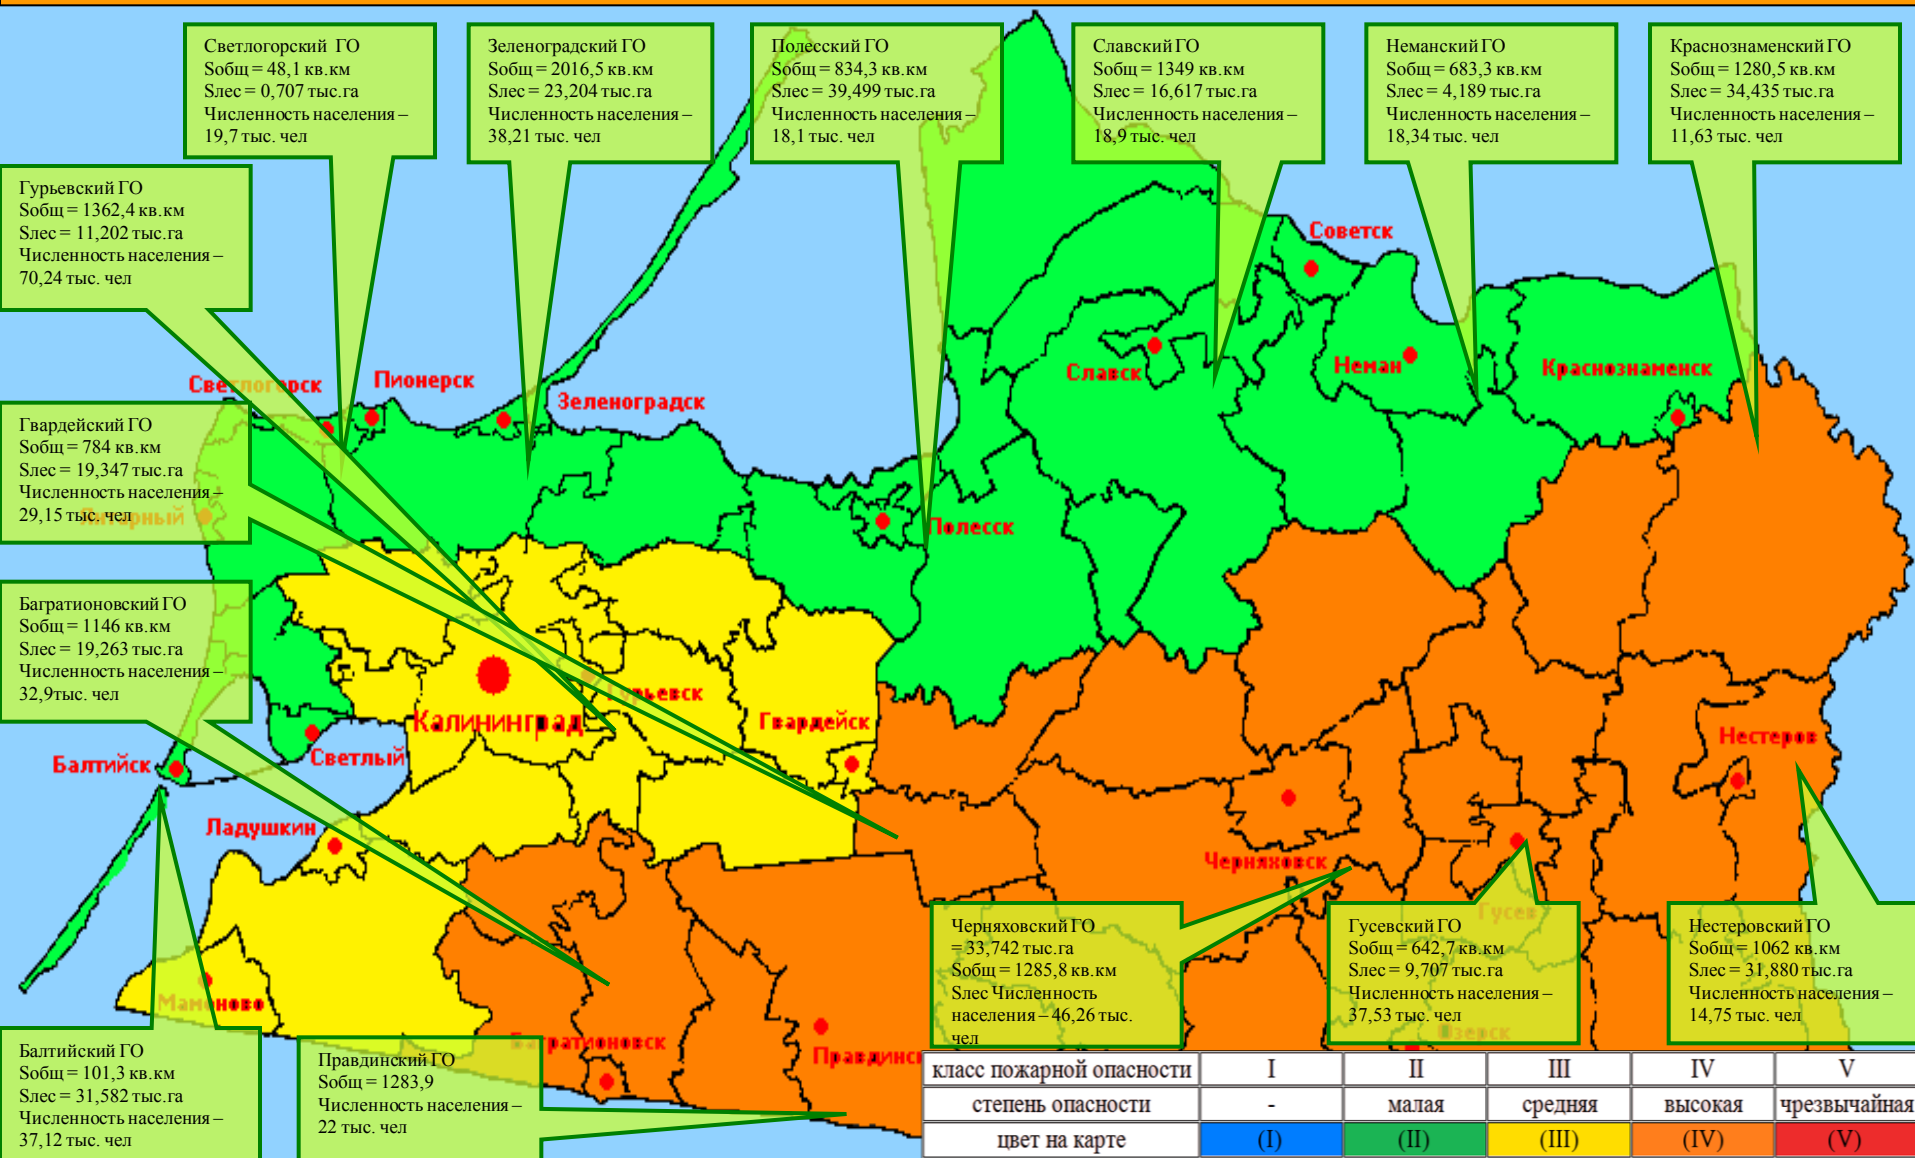 Светлогорский ГО
Sобщ = 48,1 кв.км
Sлес = 0,707 тыс.га
Численность населения –
19,7 тыс. чел
Зеленоградский ГО
Sобщ = 2016,5 кв.км
Sлес = 23,204 тыс.га
Численность населения –
38,21 тыс. чел
Полесский ГО
Sобщ = 834,3 кв.км
Sлес = 39,499 тыс.га
Численность населения –
18,1 тыс. чел
Славский ГО
Sобщ = 1349 кв.км
Sлес = 16,617 тыс.га
Численность населения –
18,9 тыс. чел
Неманский ГО
Sобщ = 683,3 кв.км
Sлес = 4,189 тыс.га
Численность населения –
18,34 тыс. чел
Краснознаменский ГО
Sобщ = 1280,5 кв.км
Sлес = 34,435 тыс.га
Численность населения –
11,63 тыс. чел
Гурьевский ГО
Sобщ = 1362,4 кв.км
Sлес = 11,202 тыс.га
Численность населения –
70,24 тыс. чел
Советск
Славск
Неман
Краснознаменск
Светлогорск
Пионерск
Зеленоградск
Гвардейский ГО
Sобщ = 784 кв.км
Sлес = 19,347 тыс.га
Численность населения –
29,15 тыс. чел
Янтарный
Полесск
Багратионовский ГО
Sобщ = 1146 кв.км
Sлес = 19,263 тыс.га
Численность населения –
32,9тыс. чел
Гурьевск
Калининград
Гвардейск
Нестеров
Балтийск
Светлый
Ладушкин
Черняховск
Гусев
Мамоново
Багратионовск
Правдинск
Озерск
Черняховский ГО
= 33,742 тыс.га
Sобщ = 1285,8 кв.км
Sлес Численность
населения – 46,26 тыс.
чел
Гусевский ГО
Sобщ = 642,7 кв.км
Sлес = 9,707 тыс.га
Численность населения –
37,53 тыс. чел
Нестеровский ГО
Sобщ = 1062 кв.км
Sлес = 31,880 тыс.га
Численность населения –
14,75 тыс. чел
Балтийский ГО
Sобщ = 101,3 кв.км
Sлес = 31,582 тыс.га
Численность населения –
37,12 тыс. чел
Правдинский ГО
Sобщ = 1283,9
Численность населения –
22 тыс. чел
класс пожарной опасности I II III IV V
степень опасности - малая средняя высокая чрезвычайная
цвет на карте (I) (II) (III) (IV) (V)